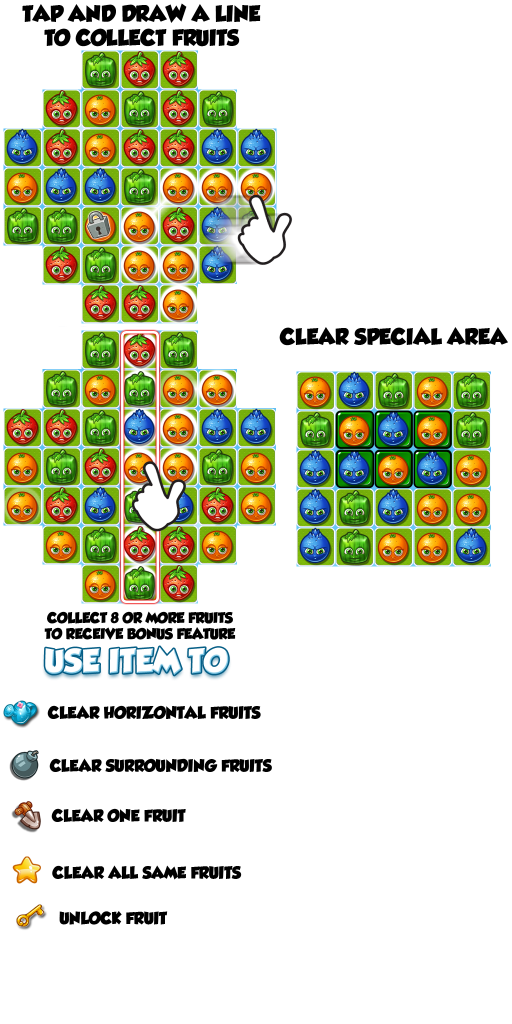 TAP AND DRAW A LINE
TO COLLECT FRUITS
CLEAR SPECIAL AREA
COLLECT 8 OR MORE FRUITS
TO RECEIVE BONUS FEATURE
USE ITEM TO
CLEAR HORIZONTAL FRUITS
CLEAR SURROUNDING FRUITS
CLEAR ONE FRUIT
CLEAR ALL SAME FRUITS
UNLOCK FRUIT